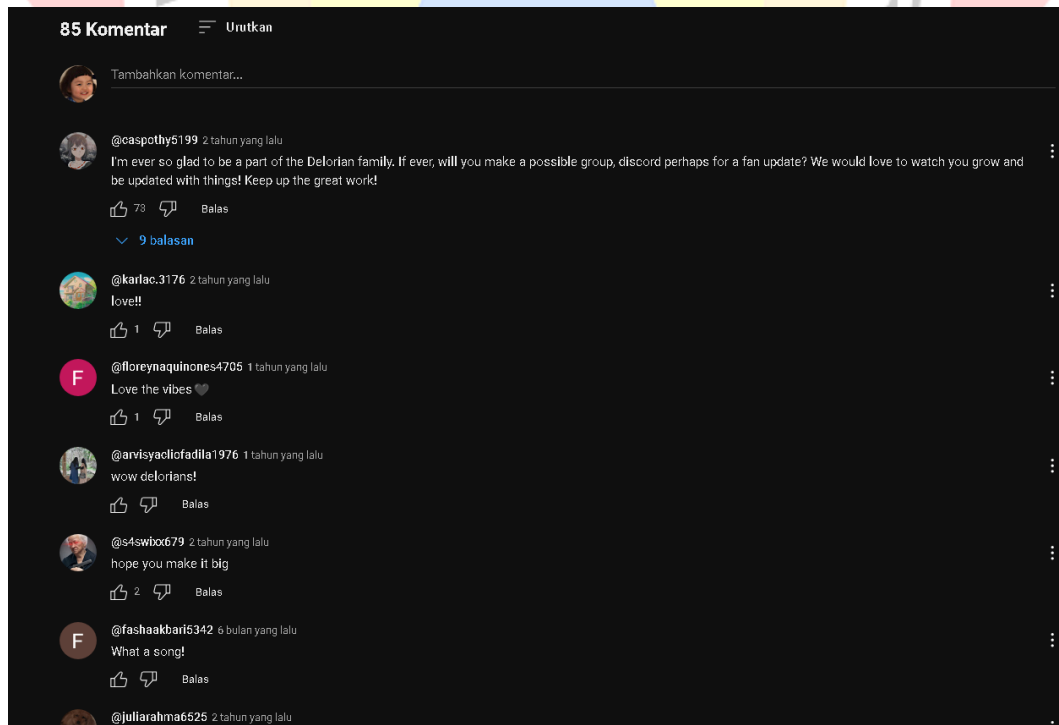 85 Komentar Urutkan
Tambahkan komentar...
@caspothy5199 2 tahun yang lalu
I'm ever so glad to be a part of the Delorian family. If ever, will you make a possible group, discord perhaps for a fan update? We would love to watch you grow and
be updated with things! Keep up the great work!
73 Balas
9 balasan
@karlac.3176 2 tahun yang lalu
love!!
1 Balas
F
@floreynaquinones4705 1 tahun yang lalu
Love the vibes🖤
1 Balas
@arvisyacliofadila1976 1 tahun yang lalu
wow delorians!
Balas
@s4swixx679 2 tahun yang lalu
hope you make it big
2 Balas
F
@fashaakbari5342 6 bulan yang lalu
What a song!
Balas
@juliarahma6525 2 tahun yang lalu